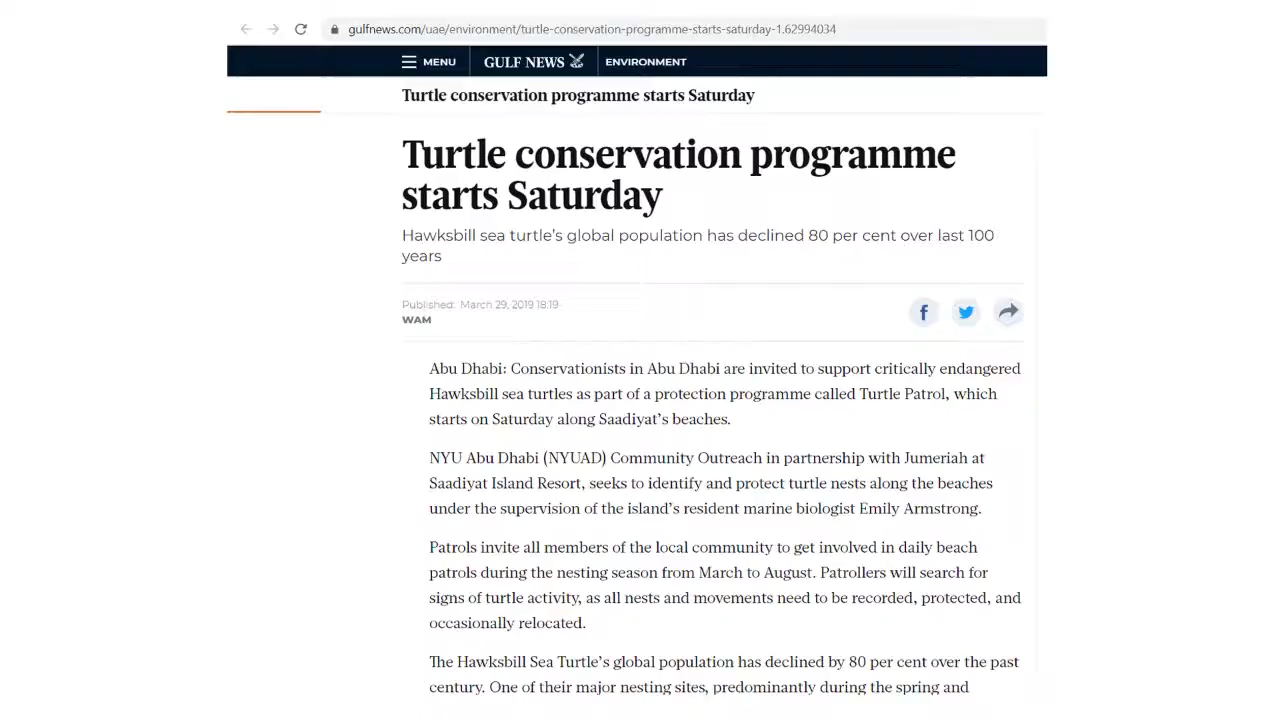 gulfnews.com/uae/environment/turtle-conservation-programme-starts-saturday-1.62994034
MENU GULF NEWS ENVIRONMENT
Turtle conservation programme starts Saturday
Turtle conservation programme
starts Saturday
Hawksbill sea turtle's global population has declined 80 per cent over last 100
years
Published: March 29, 2019 18:19
WAM
Abu Dhabi: Conservationists in Abu Dhabi are invited to support critically endangered
Hawksbill sea turtles as part of a protection programme called Turtle Patrol, which
starts on Saturday along Saadiyat's beaches.
NYU Abu Dhabi (NYUAD) Community Outreach in partnership with Jumeriah at
Saadiyat Island Resort, seeks to identify and protect turtle nests along the beaches
under the supervision of the island's resident marine biologist Emily Armstrong.
Patrols invite all members of the local community to get involved in daily beach
patrols during the nesting season from March to August. Patrollers will search for
signs of turtle activity, as all nests and movements need to be recorded, protected, and
occasionally relocated.
The Hawksbill Sea Turtle's global population has declined by 80 per cent over the past
century. One of their major nesting sites, predominantly during the spring and